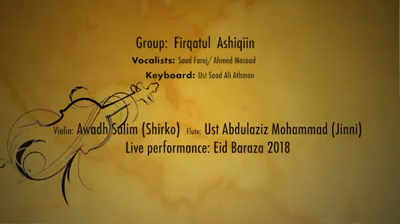 Group: Firqatul Ashiqiin
Vocalists: Saad Faraj/ Ahmed Masoud
Keyboard: Ust Saad Ali Athman
Violin: Awadh Salim (Shirko) Flute: Ust Abdulaziz Mohammad (Jinni)
Live performance: Eid Baraza 2018